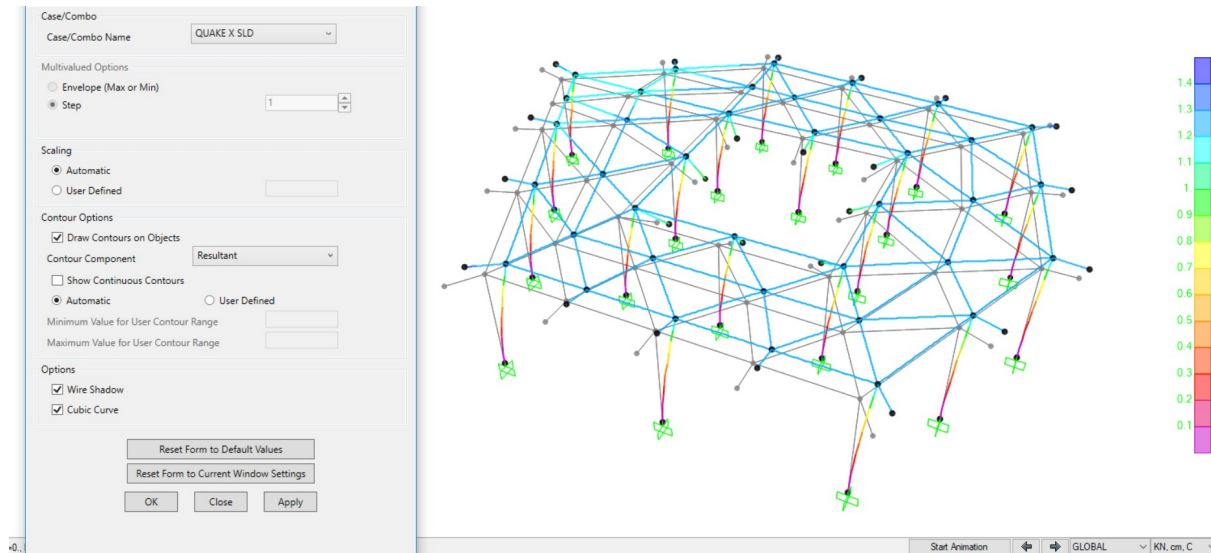 Case/Combo
Case/Combo Name
QUAKE X SLD
Multivalued Options
Envelope (Max or Min)
Step
1
Scaling
Automatic
User Defined
Contour Options
Draw Contours on Objects
Contour Component
Resultant
Show Continuous Contours
Automatic
User Defined
Minimum Value for User Contour Range
Maximum Value for User Contour Range
Options
Wire Shadow
Cubic Curve
Reset Form to Default Values
Reset Form to Current Window Settings
OK
Close
Apply
1.4
1.3
1.2
1.1
1.
0.9
0.8
0.7
0.6
0.5
0.4
0.3
0.2
0.1
Start Animation
GLOBAL
KN, cm, C